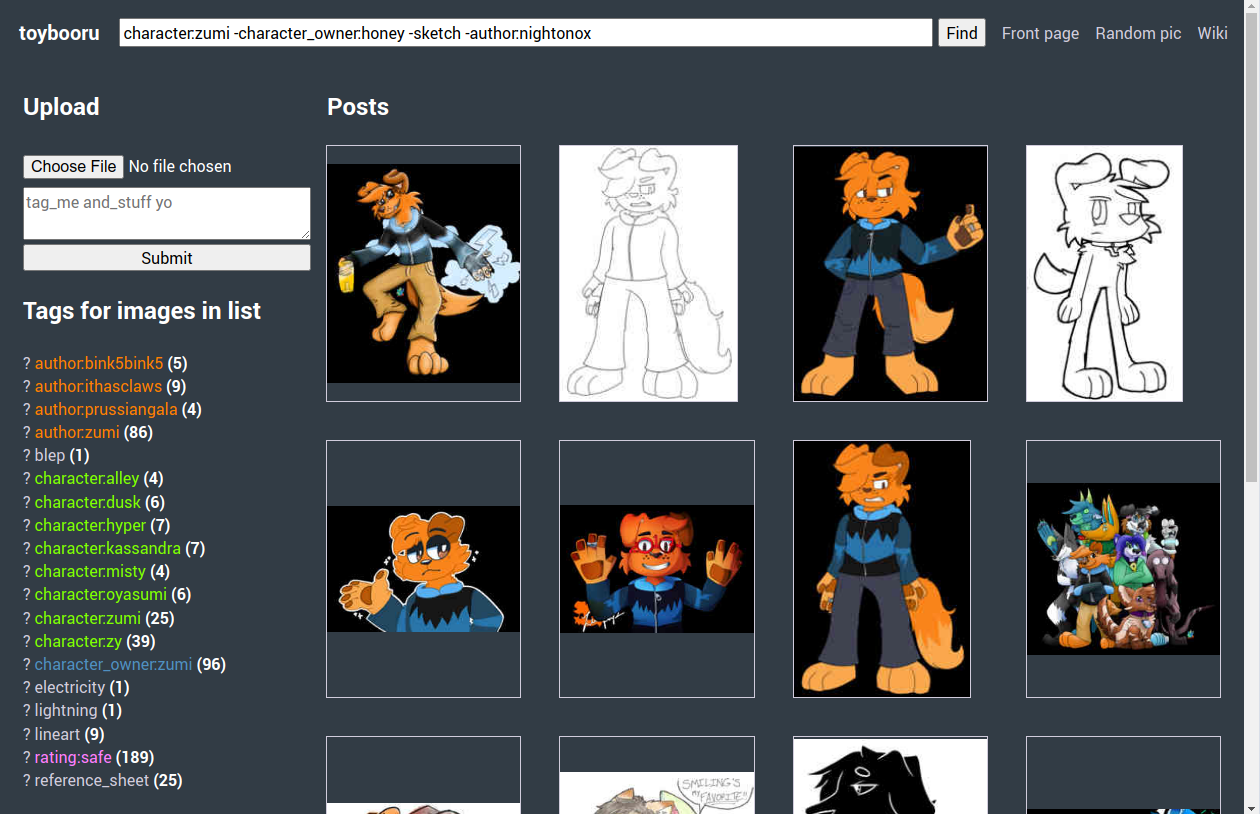 toybooru
character:zumi -character_owner:honey -sketch -author:nightonox
Find
Front page
Random pic
Wiki
Upload
Choose File No file chosen
tag_me and_stuff yo
Submit
Tags for images in list
? author:bink5bink5 (5)
? author:ithasclaws (9)
? author:prussiangala (4)
? author:zumi (86)
? blep (1)
? character:alley (4)
? character:dusk (6)
? character:hyper (7)
? character:kassandra (7)
? character:misty (4)
? character:oyasumi (6)
? character:zumi (25)
? character:zy (39)
? character_owner:zumi (96)
? electricity (1)
? lightning (1)
? lineart (9)
? rating:safe (189)
? reference_sheet (25)
Posts
SMILING'S
MY FAVORITE"